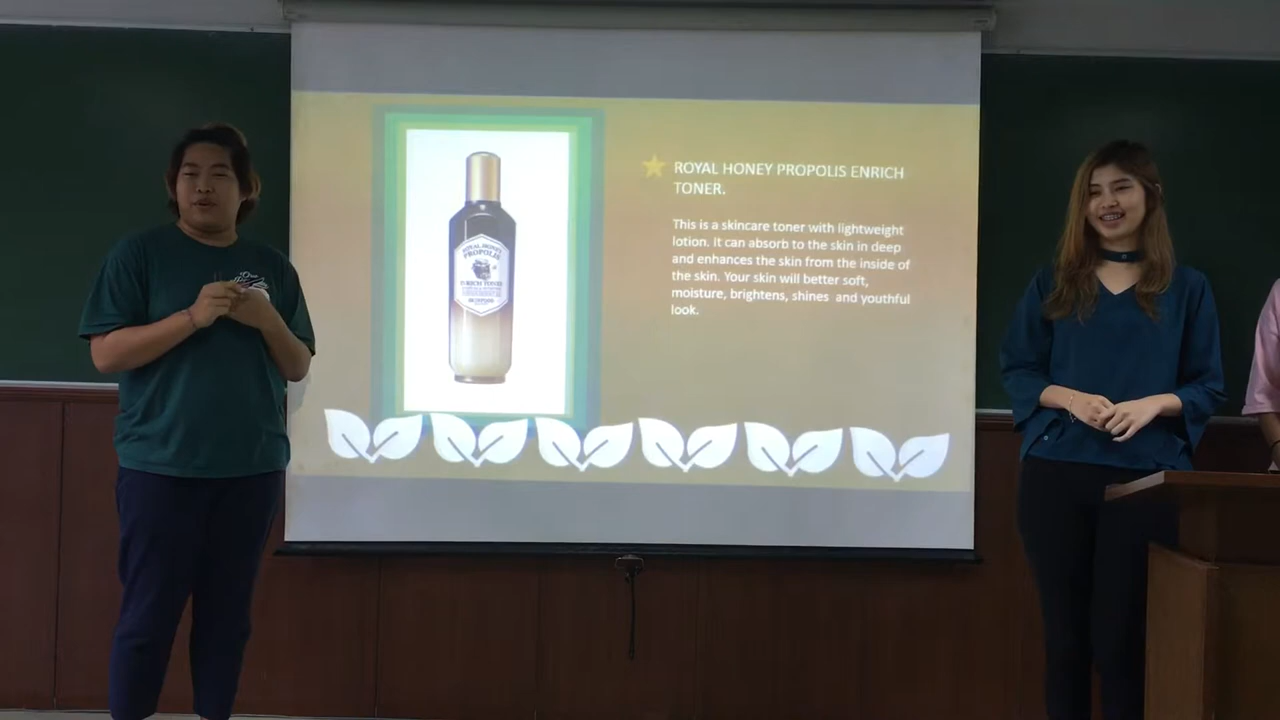 ROYAL HONEY PROPOLIS ENRICH
TONER.
This is a skincare toner with lightweight
lotion. It can absorb to the skin in deep
and enhances the skin from the inside of
the skin. Your skin will better soft,
moisture, brightens, shines and youthful
look.
ROYAL HONEY
PROPOLIS
ENRICH TONER
SKINFOOD